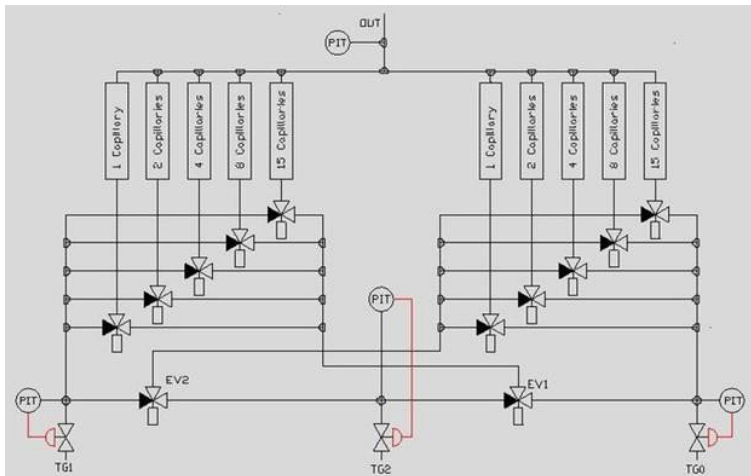 OUT
PIT
1 Capillary
2 Capillaries
4 Capillaries
8 Capillaries
15 Capillaries
1 Capillary
2 Capillaries
4 Capillaries
8 Capillaries
15 Capillaries
PIT
EV2
EV1
PIT
PIT
TG1
TG2
TG0